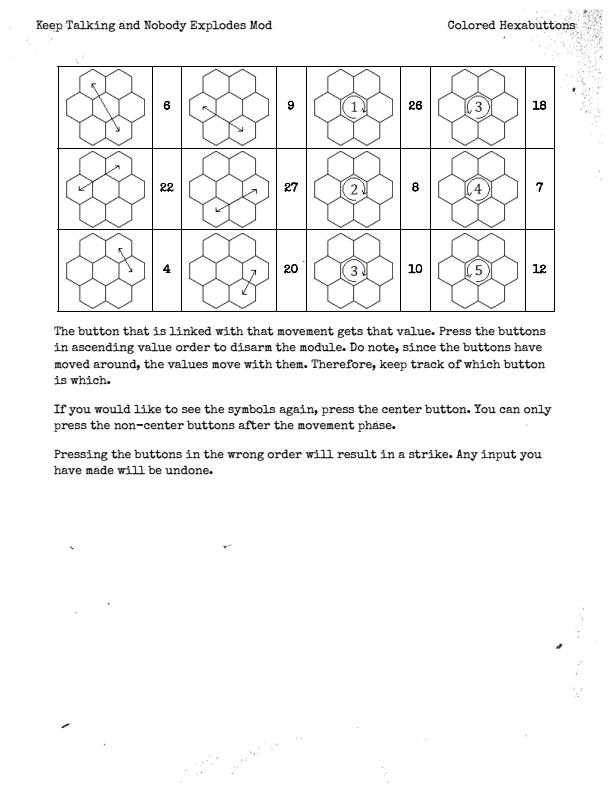 Keep Talking and Nobody Explodes Mod Colored Hexabuttons
6 9 1 26 3 18
22 27 2 8 4 7
4 20 3 10 5 12
The button that is linked with that movement gets that value. Press the buttons
in ascending value order to disarm the module. Do note, since the buttons have
moved around, the values move with them. Therefore, keep track of which button
is which.
If you would like to see the symbols again, press the center button. You can only
press the non-center buttons after the movement phase.
Pressing the buttons in the wrong order will result in a strike. Any input you
have made will be undone.